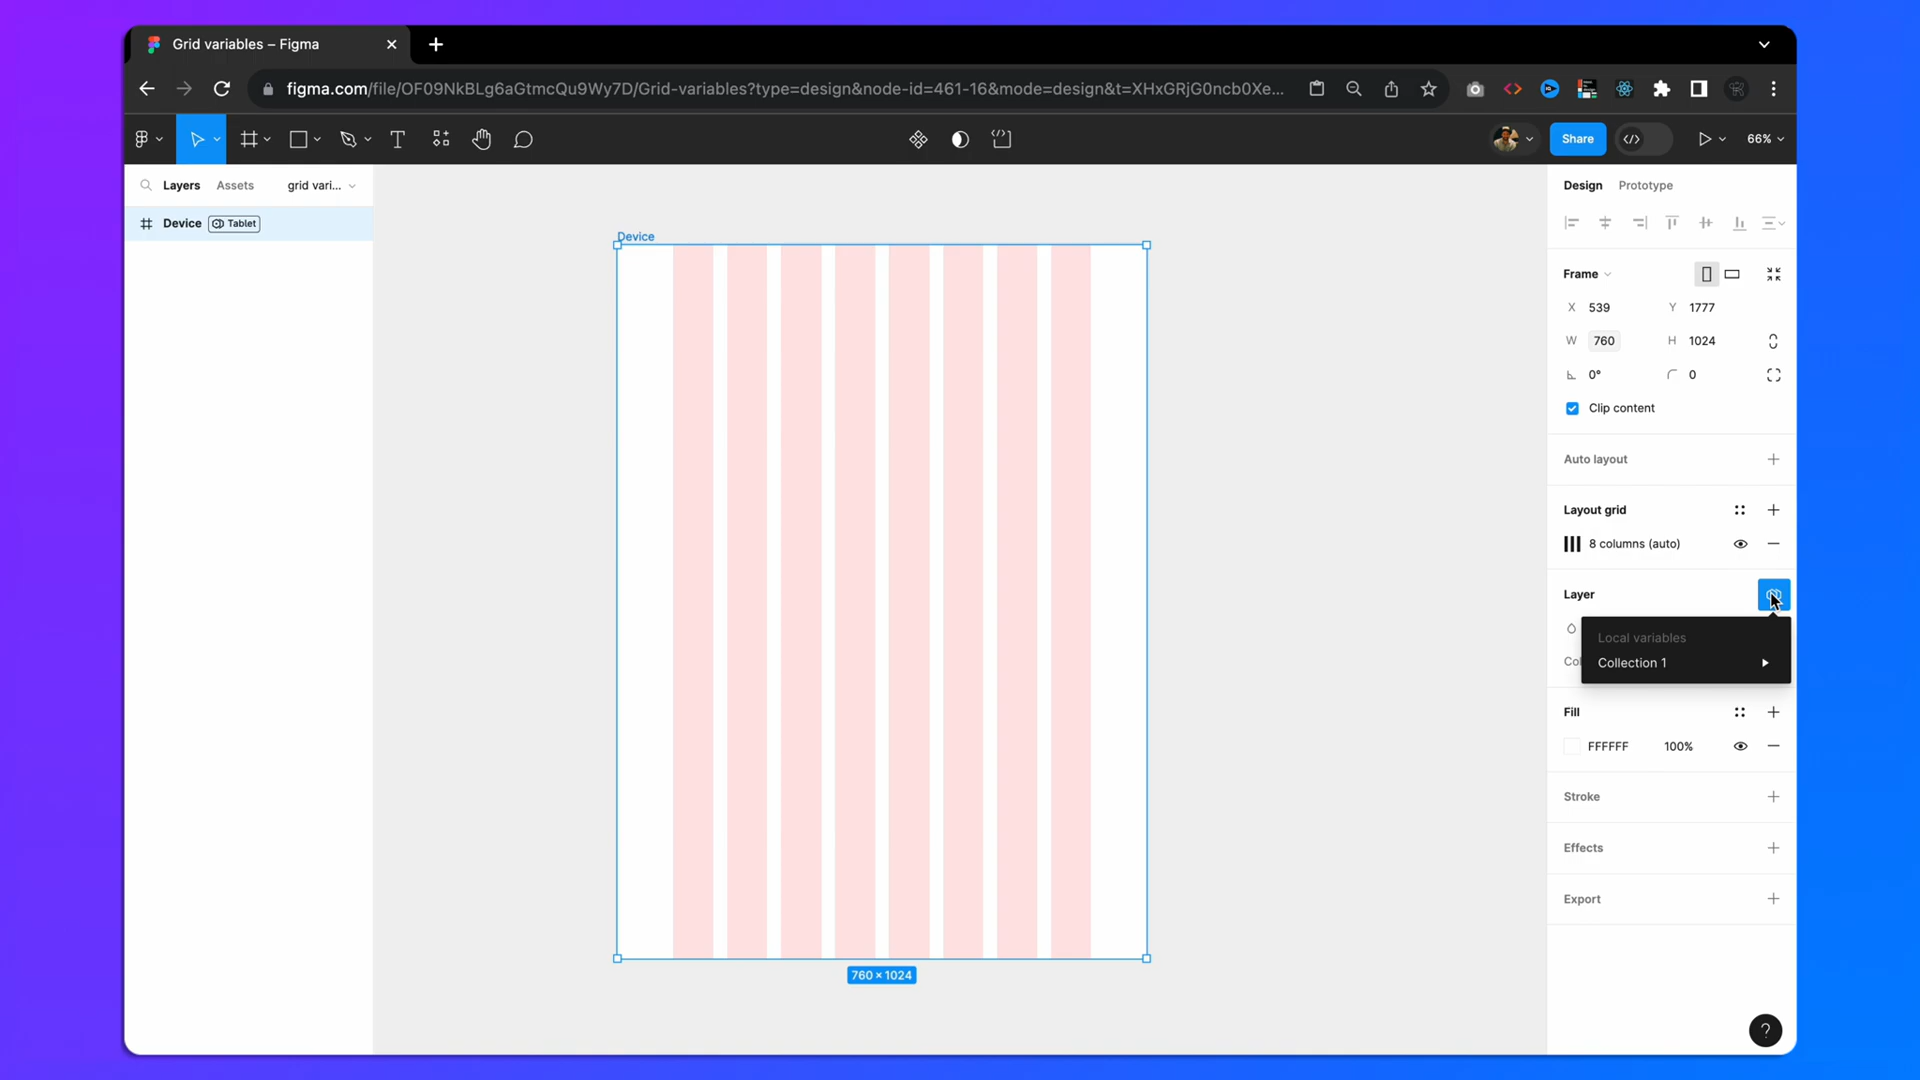 Grid variables – Figma
figma.com/file/OF09NkBLg6aGtmcQu9Wy7D/Grid-variables?type=design&node-id=461-16&mode=design&t=XHxGRjG0ncb0Xe...
Share
66%
Layers Assets grid vari...
Device Tablet
Device
760 × 1024
Design Prototype
Frame
X 539 Y 1777
W 760 H 1024
0° 0
Clip content
Auto layout
Layout grid
8 columns (auto)
Layer
Local variables
Col
Collection 1
Fill
FFFFFF 100%
Stroke
Effects
Export
?